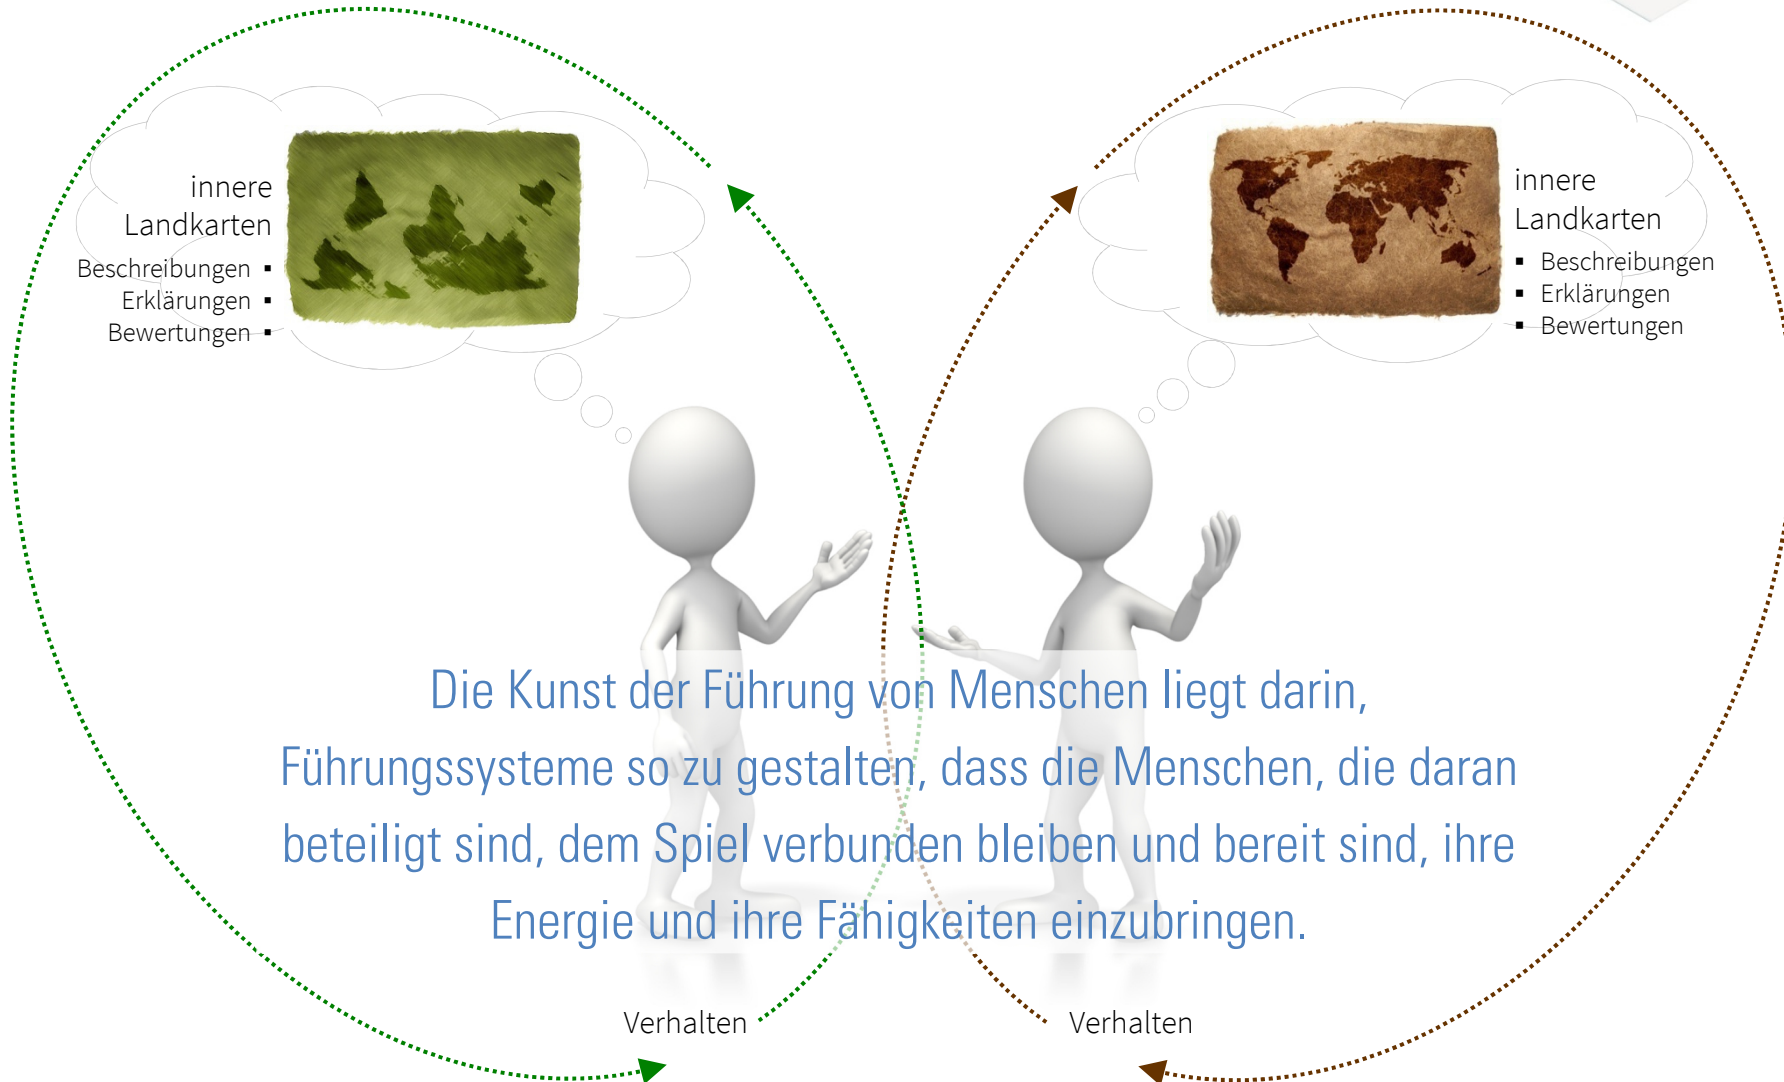 innere
Landkarten
Beschreibungen ▪
Erklärungen ▪
Bewertungen ▪
innere
Landkarten
▪ Beschreibungen
▪ Erklärungen
▪ Bewertungen
Die Kunst der Führung von Menschen liegt darin,
Führungssysteme so zu gestalten, dass die Menschen, die daran
beteiligt sind, dem Spiel verbunden bleiben und bereit sind, ihre
Energie und ihre Fähigkeiten einzubringen.
Verhalten
Verhalten